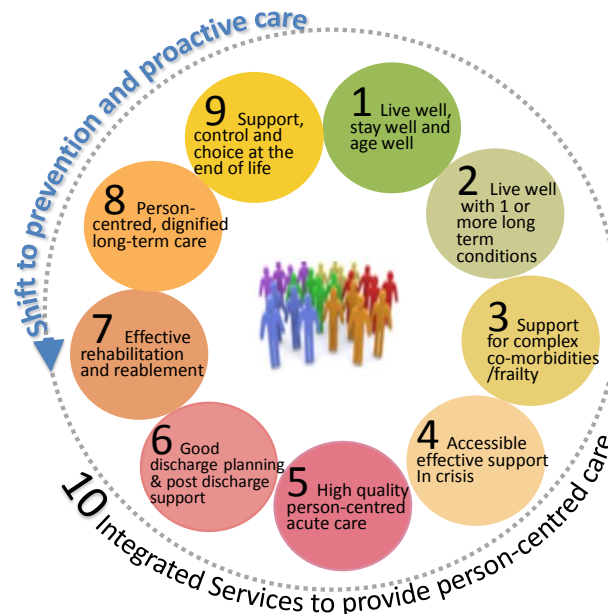 Shift to prevention and proactive care
1 Live well,
stay well and
age well
2 Live well
with 1 or
more long
term
conditions
3 Support
for complex
co-morbidities
/frailty
4 Accessible
effective support
In crisis
5 High quality
person-centred
acute care
6 Good
discharge planning
& post discharge
support
7 Effective
rehabilitation
and reablement
8 Person-
centred, dignified
long-term care
9 Support,
control and
choice at the
end of life
10 Integrated Services to provide person-centred care